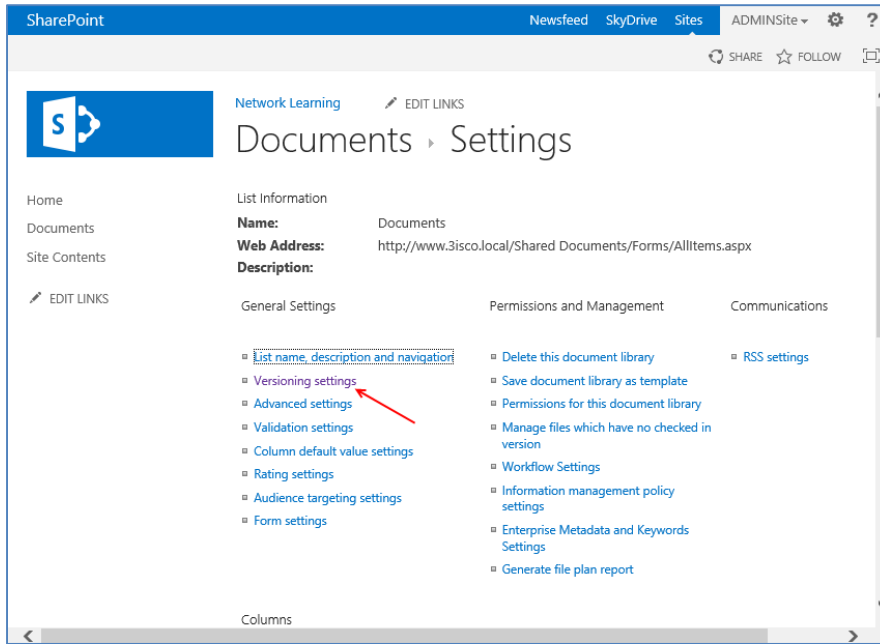 SharePoint
Newsfeed SkyDrive Sites ADMINSite ?
SHARE FOLLOW
S
Network Learning EDIT LINKS
Documents Settings
Home
Documents
Site Contents
EDIT LINKS
List Information
Name: Documents
Web Address: http://www.3isco.local/Shared Documents/Forms/AllItems.aspx
Description:
General Settings
List name, description and navigation
Versioning settings
Advanced settings
Validation settings
Column default value settings
Rating settings
Audience targeting settings
Form settings
Permissions and Management
Delete this document library
Save document library as template
Permissions for this document library
Manage files which have no checked in
version
Workflow Settings
Information management policy
settings
Enterprise Metadata and Keywords
Settings
Generate file plan report
Communications
RSS settings
Columns